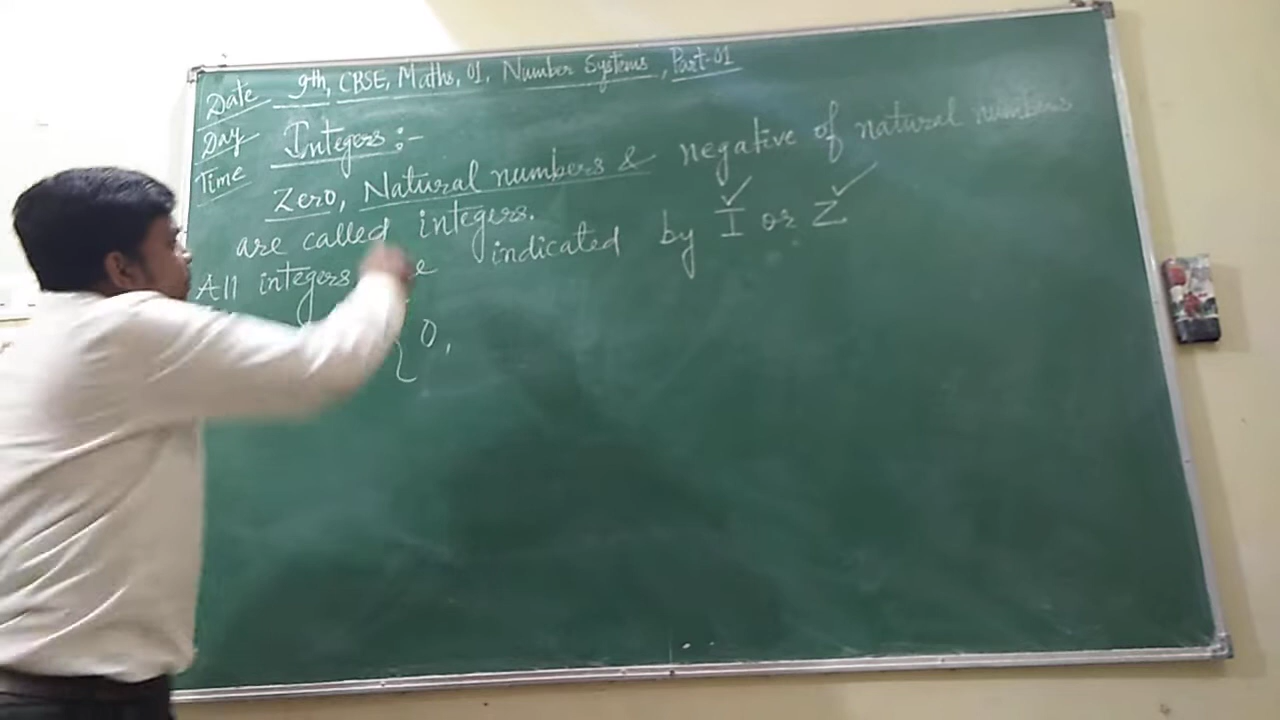 Date 9th, CBSE, Maths, 01, Number Systems, Part-01
Day Integers:-
Time
Zero, Natural numbers & negative of natural numbers
are called integers.
All integers indicated by I or Z
{ 0,